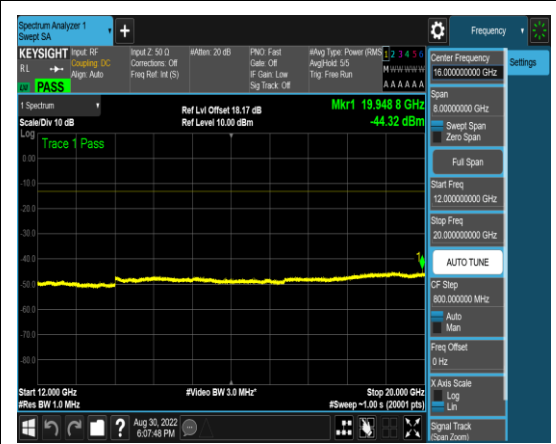 Spectrum Analyzer 1
Swept SA
+
Frequency
KEYSIGHT
RL
PASS
Input: RF
Coupling: DC
Align: Auto
Input Z: 50 Ω
Corrections: Off
Freq Ref: Int (S)
#Atten: 20 dB
PNO: Fast
Gate: Off
IF Gain: Low
Sig Track: Off
#Avg Type: Power (RMS
Avg|Hold: 5/5
Trig: Free Run
1 2 3 4 5 6
M W W W W W
A A A A A A
1 Spectrum
Scale/Div 10 dB
Ref Lvl Offset 18.17 dB
Ref Level 10.00 dBm
Mkr1 19.948 8 GHz
-44.32 dBm
Log
Trace 1 Pass
0.00
-10.0
-20.0
-30.0
-40.0
-50.0
-60.0
-70.0
-80.0
1
Start 12.000 GHz
#Res BW 1.0 MHz
#Video BW 3.0 MHz*
Stop 20.000 GHz
#Sweep ~1.00 s (20001 pts)
Aug 30, 2022
6:07:48 PM
?
Center Frequency
16.000000000 GHz
Span
8.00000000 GHz
Swept Span
Zero Span
Full Span
Start Freq
12.000000000 GHz
Stop Freq
20.000000000 GHz
AUTO TUNE
CF Step
800.000000 MHz
Auto
Man
Freq Offset
0 Hz
X Axis Scale
Log
Lin
Signal Track
(Span Zoom)
Settings